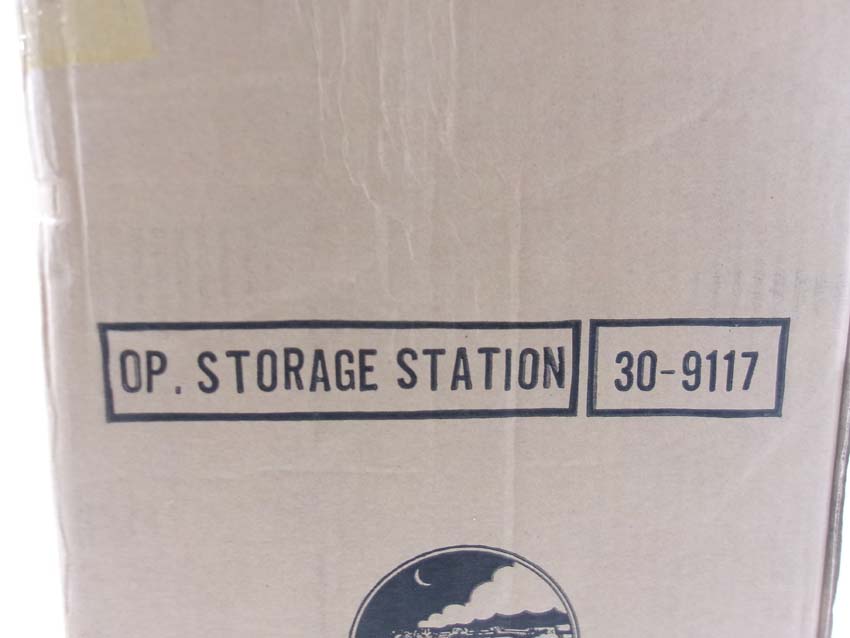 OP. STORAGE STATION 30-9117